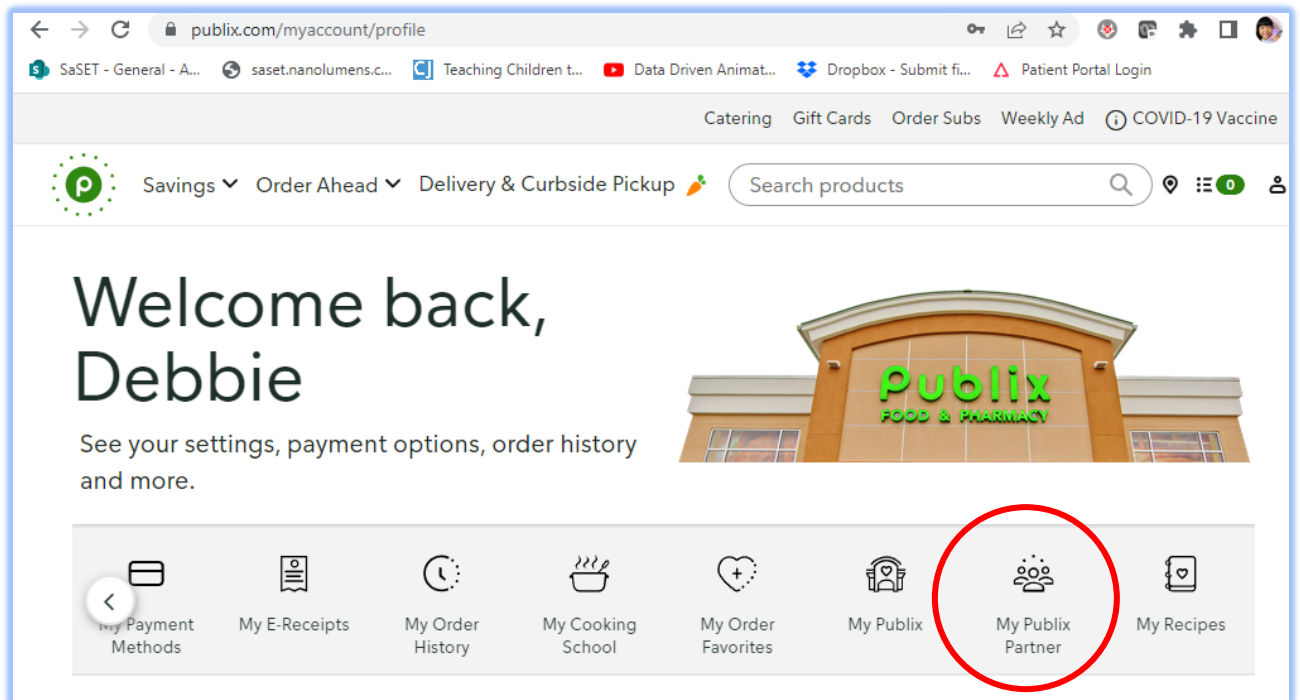 publix.com/myaccount/profile
SaSET - General - A... saset.nanolumens.c... Teaching Children t... Data Driven Animat... Dropbox - Submit fi... Patient Portal Login
Catering Gift Cards Order Subs Weekly Ad COVID-19 Vaccine
p Savings Order Ahead Delivery & Curbside Pickup Search products 0
Welcome back,
Debbie
Publix
FOOD & PHARMACY
See your settings, payment options, order history
and more.
My Payment
Methods
My E-Receipts
My Order
History
My Cooking
School
My Order
Favorites
My Publix
My Publix
Partner
My Recipes